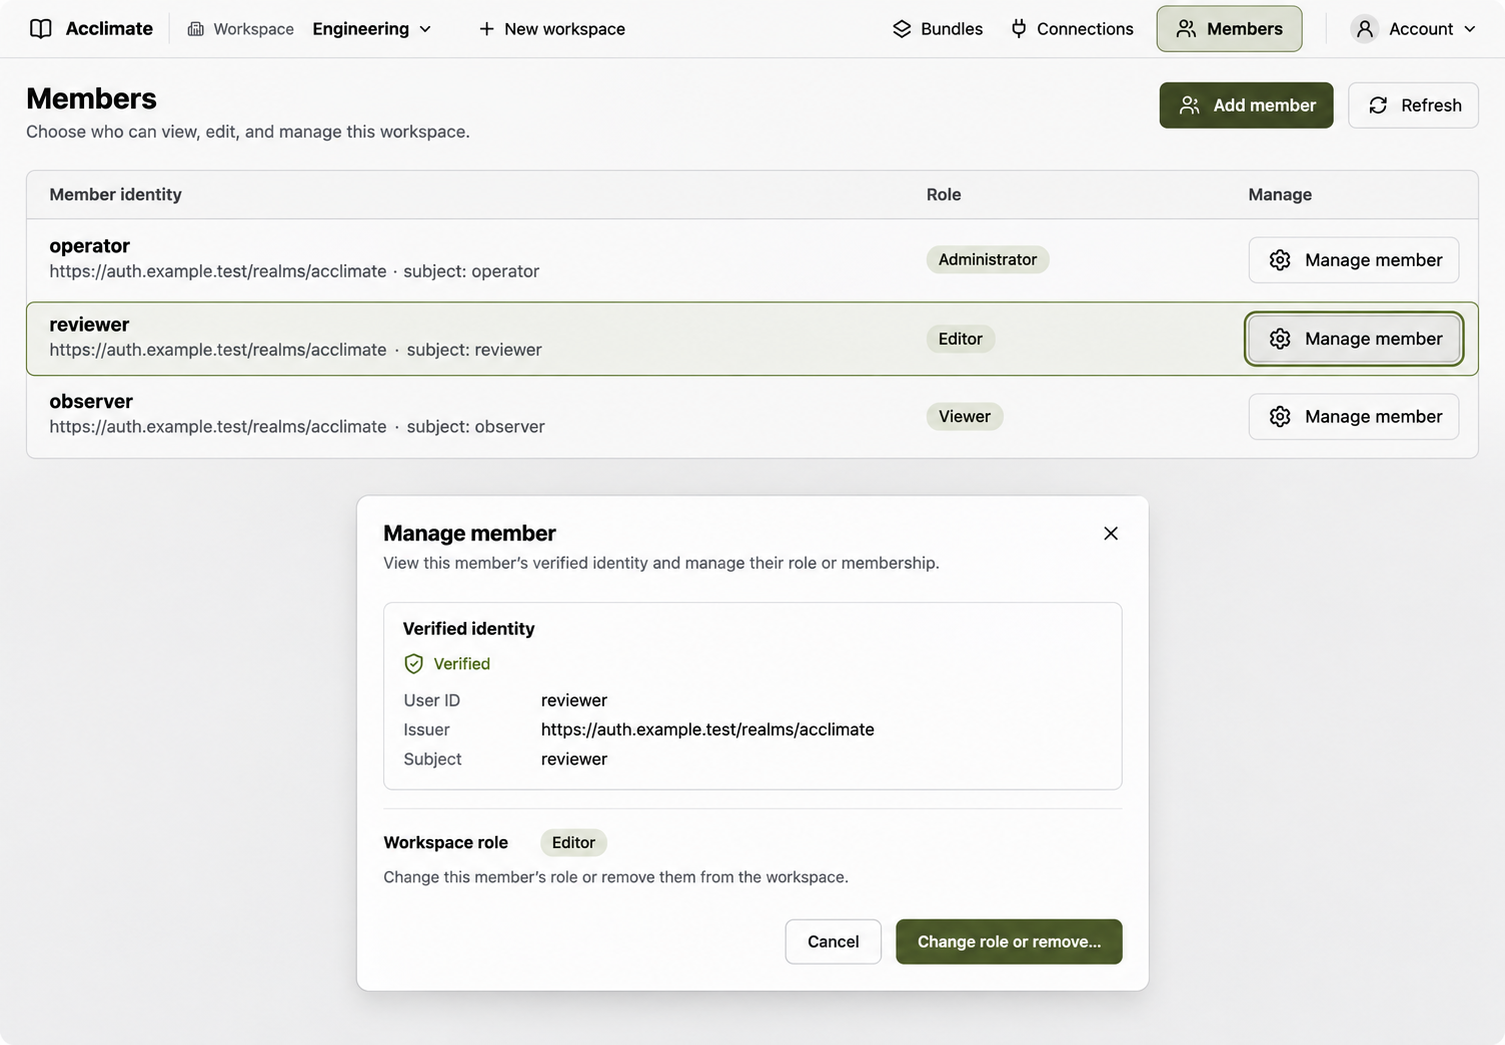 Acclimate Workspace Engineering New workspace Bundles Connections Members Account
Members
Choose who can view, edit, and manage this workspace.
Add member Refresh
Member identity Role Manage
operator
https://auth.example.test/realms/acclimate · subject: operator
Administrator Manage member
reviewer
https://auth.example.test/realms/acclimate · subject: reviewer
Editor Manage member
observer
https://auth.example.test/realms/acclimate · subject: observer
Viewer Manage member
Manage member
View this member’s verified identity and manage their role or membership.
Verified identity
Verified
User ID reviewer
Issuer https://auth.example.test/realms/acclimate
Subject reviewer
Workspace role Editor
Change this member’s role or remove them from the workspace.
Cancel Change role or remove...